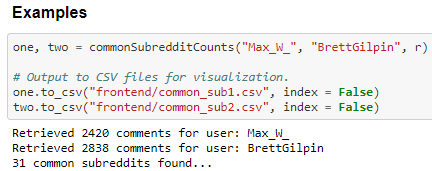 Examples
one, two = commonSubredditCounts("Max_W_", "BrettGilpin", r)
# Output to CSV files for visualization.
one.to_csv("frontend/common_sub1.csv", index = False)
two.to_csv("frontend/common_sub2.csv", index = False)
Retrieved 2420 comments for user: Max_W_
Retrieved 2838 comments for user: BrettGilpin
31 common subreddits found...